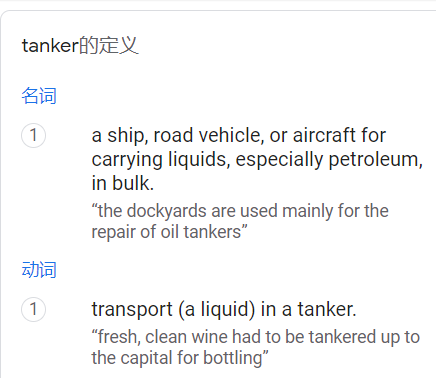 tanker的定义
名词
1
a ship, road vehicle, or aircraft for
carrying liquids, especially petroleum,
in bulk.
“the dockyards are used mainly for the
repair of oil tankers”
动词
1
transport (a liquid) in a tanker.
“fresh, clean wine had to be tankered up to
the capital for bottling”